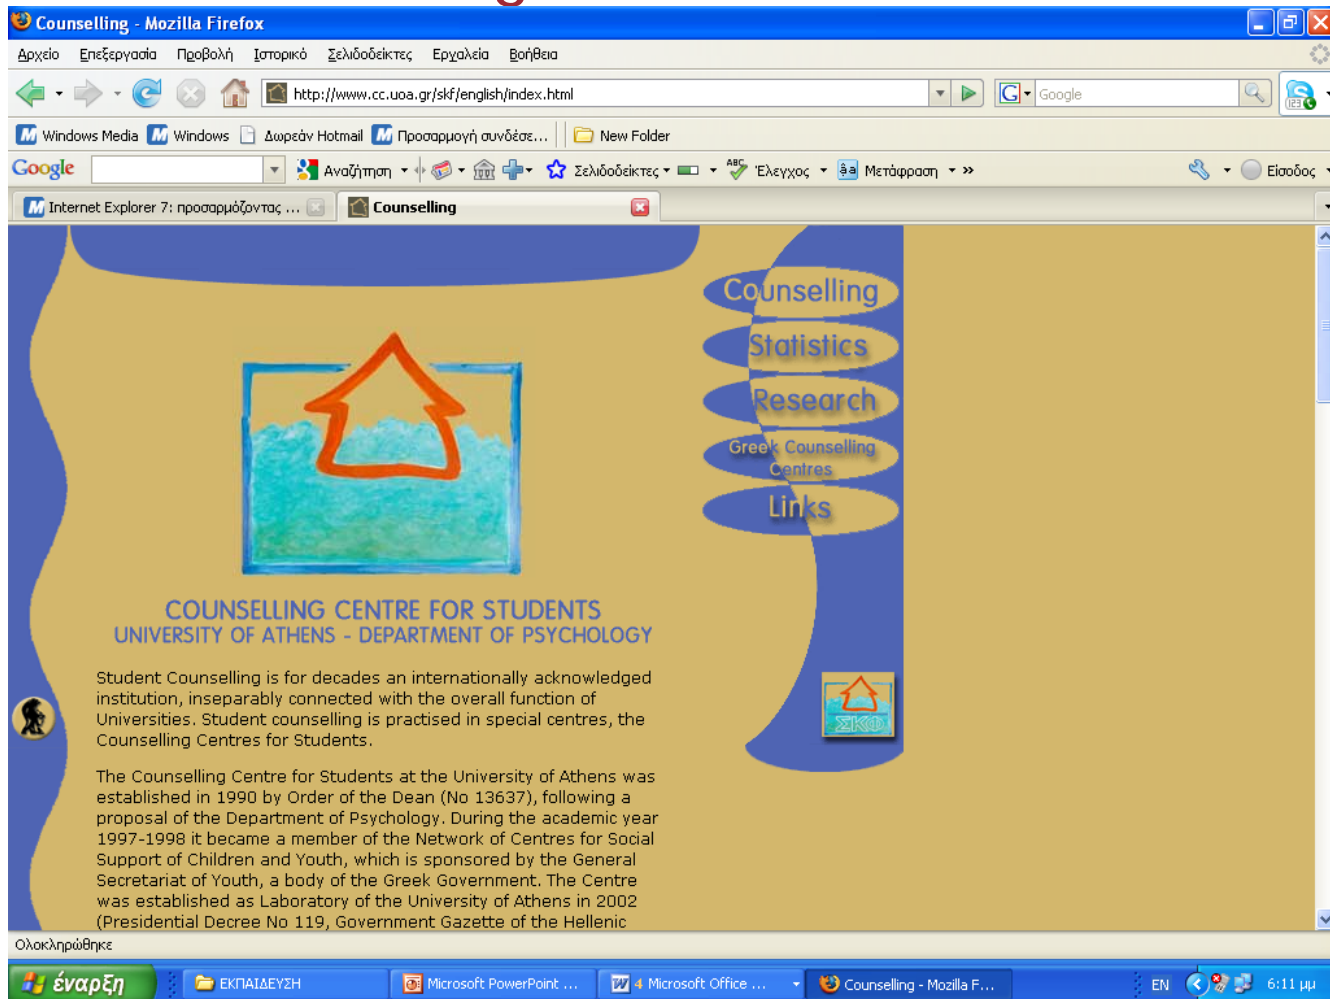 Counselling - Mozilla Firefox
Αρχείο Επεξεργασία Προβολή Ιστορικό Σελιδοδείκτες Εργαλεία Βοήθεια
http://www.cc.uoa.gr/skf/english/index.html
G Google
Windows Media Windows Δωρεάν Hotmail Προσαρμογή συνδέσε... New Folder
Google Αναζήτηση Σελιδοδείκτες ABC Έλεγχος Μετάφραση » Είσοδος
Internet Explorer 7: προσαρμόζοντας ... Counselling
Counselling
Statistics
Research
Greek Counselling
Centres
Links
COUNSELLING CENTRE FOR STUDENTS
UNIVERSITY OF ATHENS - DEPARTMENT OF PSYCHOLOGY
Student Counselling is for decades an internationally acknowledged
institution, inseparably connected with the overall function of
Universities. Student counselling is practised in special centres, the
Counselling Centres for Students.
ΣΚΦ
The Counselling Centre for Students at the University of Athens was
established in 1990 by Order of the Dean (No 13637), following a
proposal of the Department of Psychology. During the academic year
1997-1998 it became a member of the Network of Centres for Social
Support of Children and Youth, which is sponsored by the General
Secretariat of Youth, a body of the Greek Government. The Centre
was established as Laboratory of the University of Athens in 2002
(Presidential Decree No 119, Government Gazette of the Hellenic
Ολοκληρώθηκε
έναρξη ΕΚΠΑΙΔΕΥΣΗ Microsoft PowerPoint ... 4 Microsoft Office ... Counselling - Mozilla F... EN 6:11 μμ